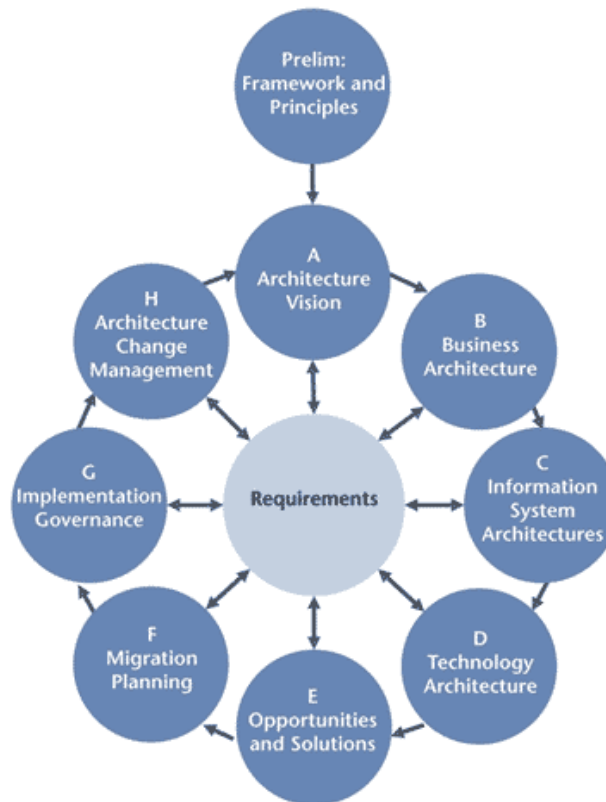 Prelim:
Framework and
Principles
A
Architecture
Vision
B
Business
Architecture
C
Information
System
Architectures
D
Technology
Architecture
E
Opportunities
and Solutions
F
Migration
Planning
G
Implementation
Governance
H
Architecture
Change
Management
Requirements